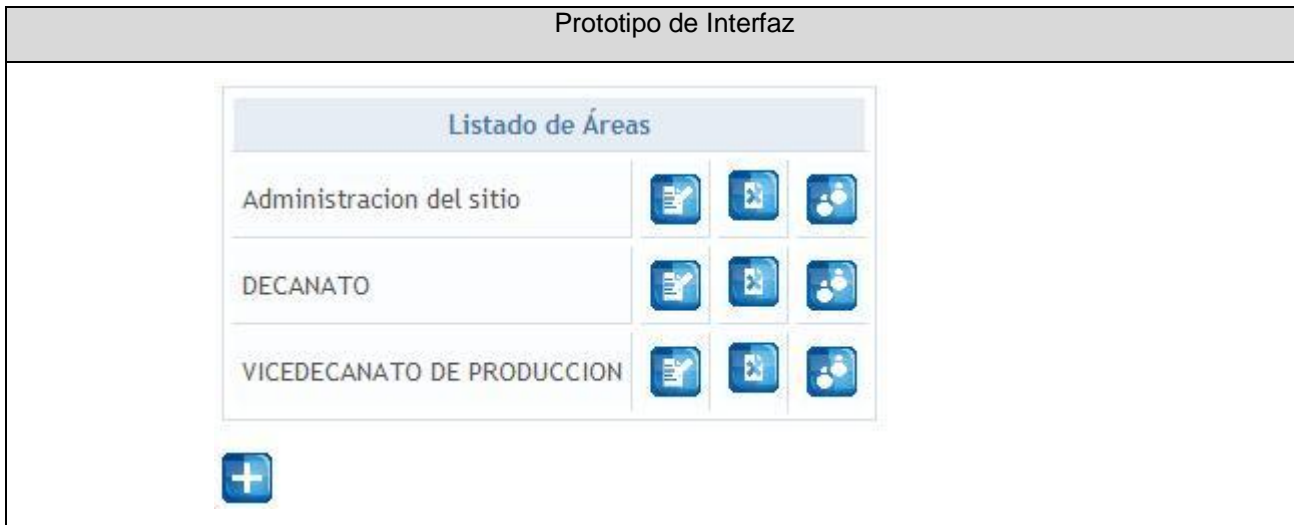 Prototipo de Interfaz
Listado de Áreas
Administracion del sitio
DECANATO
VICEDECANATO DE PRODUCCION